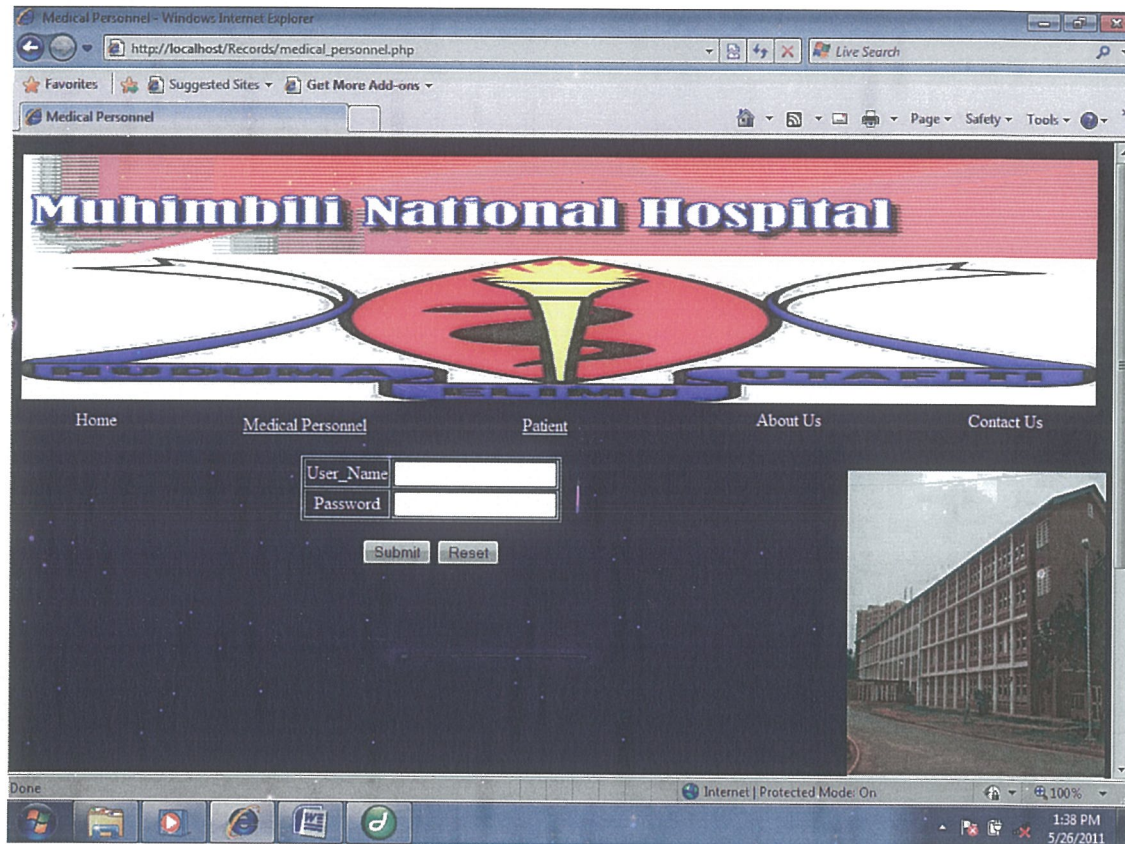 Medical Personnel - Windows Internet Explorer
http://localhost/Records/medical_personnel.php
Live Search
Favorites
Suggested Sites
Get More Add-ons
Medical Personnel
Page
Safety
Tools
Muhimbili National Hospital
HUDUMA
ELIMU
UTAFITI
Home
Medical Personnel
Patient
About Us
Contact Us
User_Name
Password
Submit
Reset
Done
Internet | Protected Mode: On
100%
1:38 PM
5/26/2011